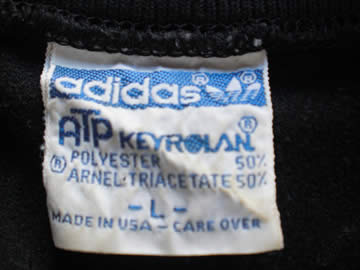 adidas®
ATP KEYROLAN®
® POLYESTER 50%
ARNEL-TRIACETATE 50%
- L -
MADE IN USA - CARE OVER